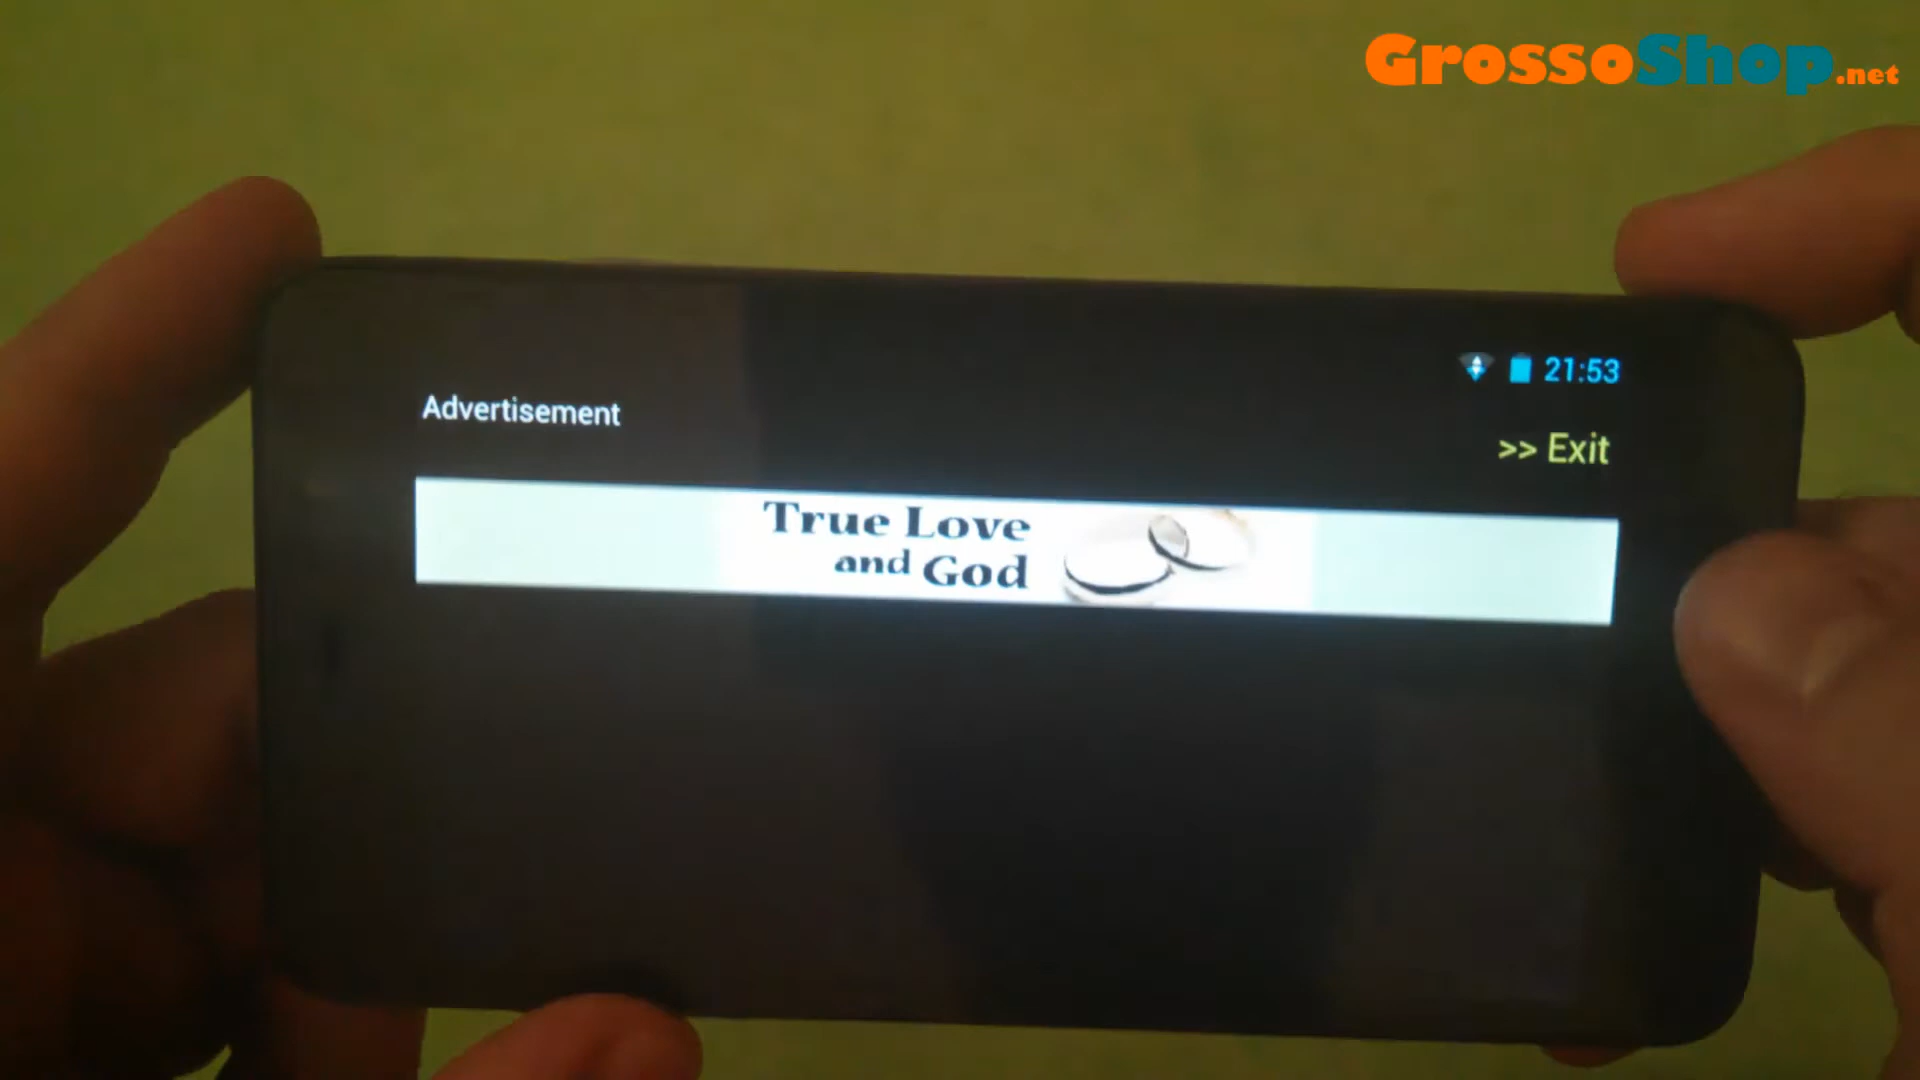 GrossoShop.net
21:53
Advertisement
>> Exit
True Love
and God